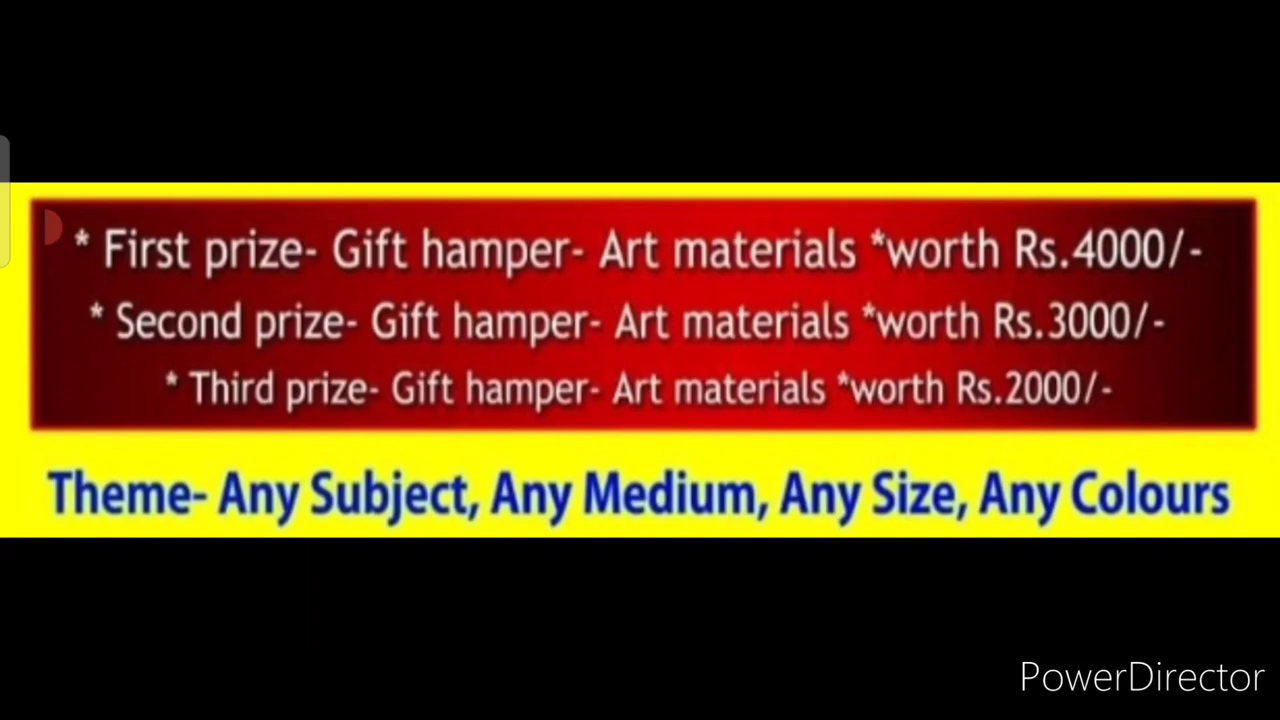 * First prize- Gift hamper- Art materials *worth Rs.4000/-
* Second prize- Gift hamper- Art materials *worth Rs.3000/-
* Third prize- Gift hamper- Art materials *worth Rs.2000/-
Theme- Any Subject, Any Medium, Any Size, Any Colours
PowerDirector